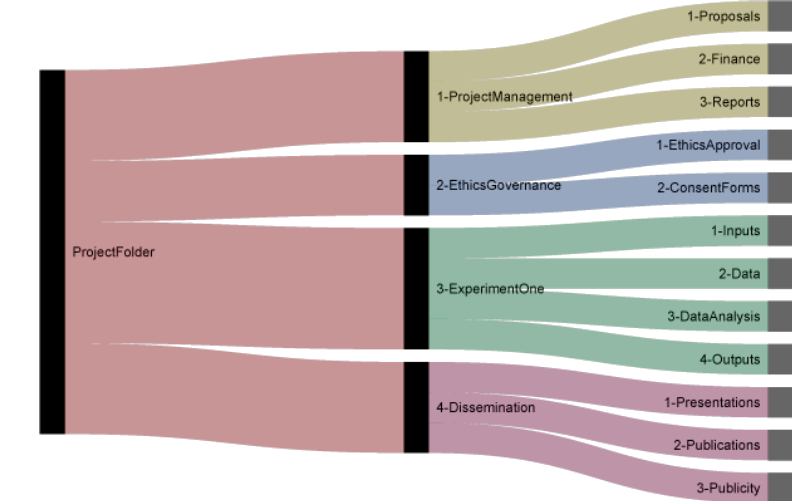 ProjectFolder
1-ProjectManagement
2-EthicsGovernance
3-ExperimentOne
4-Dissemination
1-Proposals
2-Finance
3-Reports
1-EthicsApproval
2-ConsentForms
1-Inputs
2-Data
3-DataAnalysis
4-Outputs
1-Presentations
2-Publications
3-Publicity